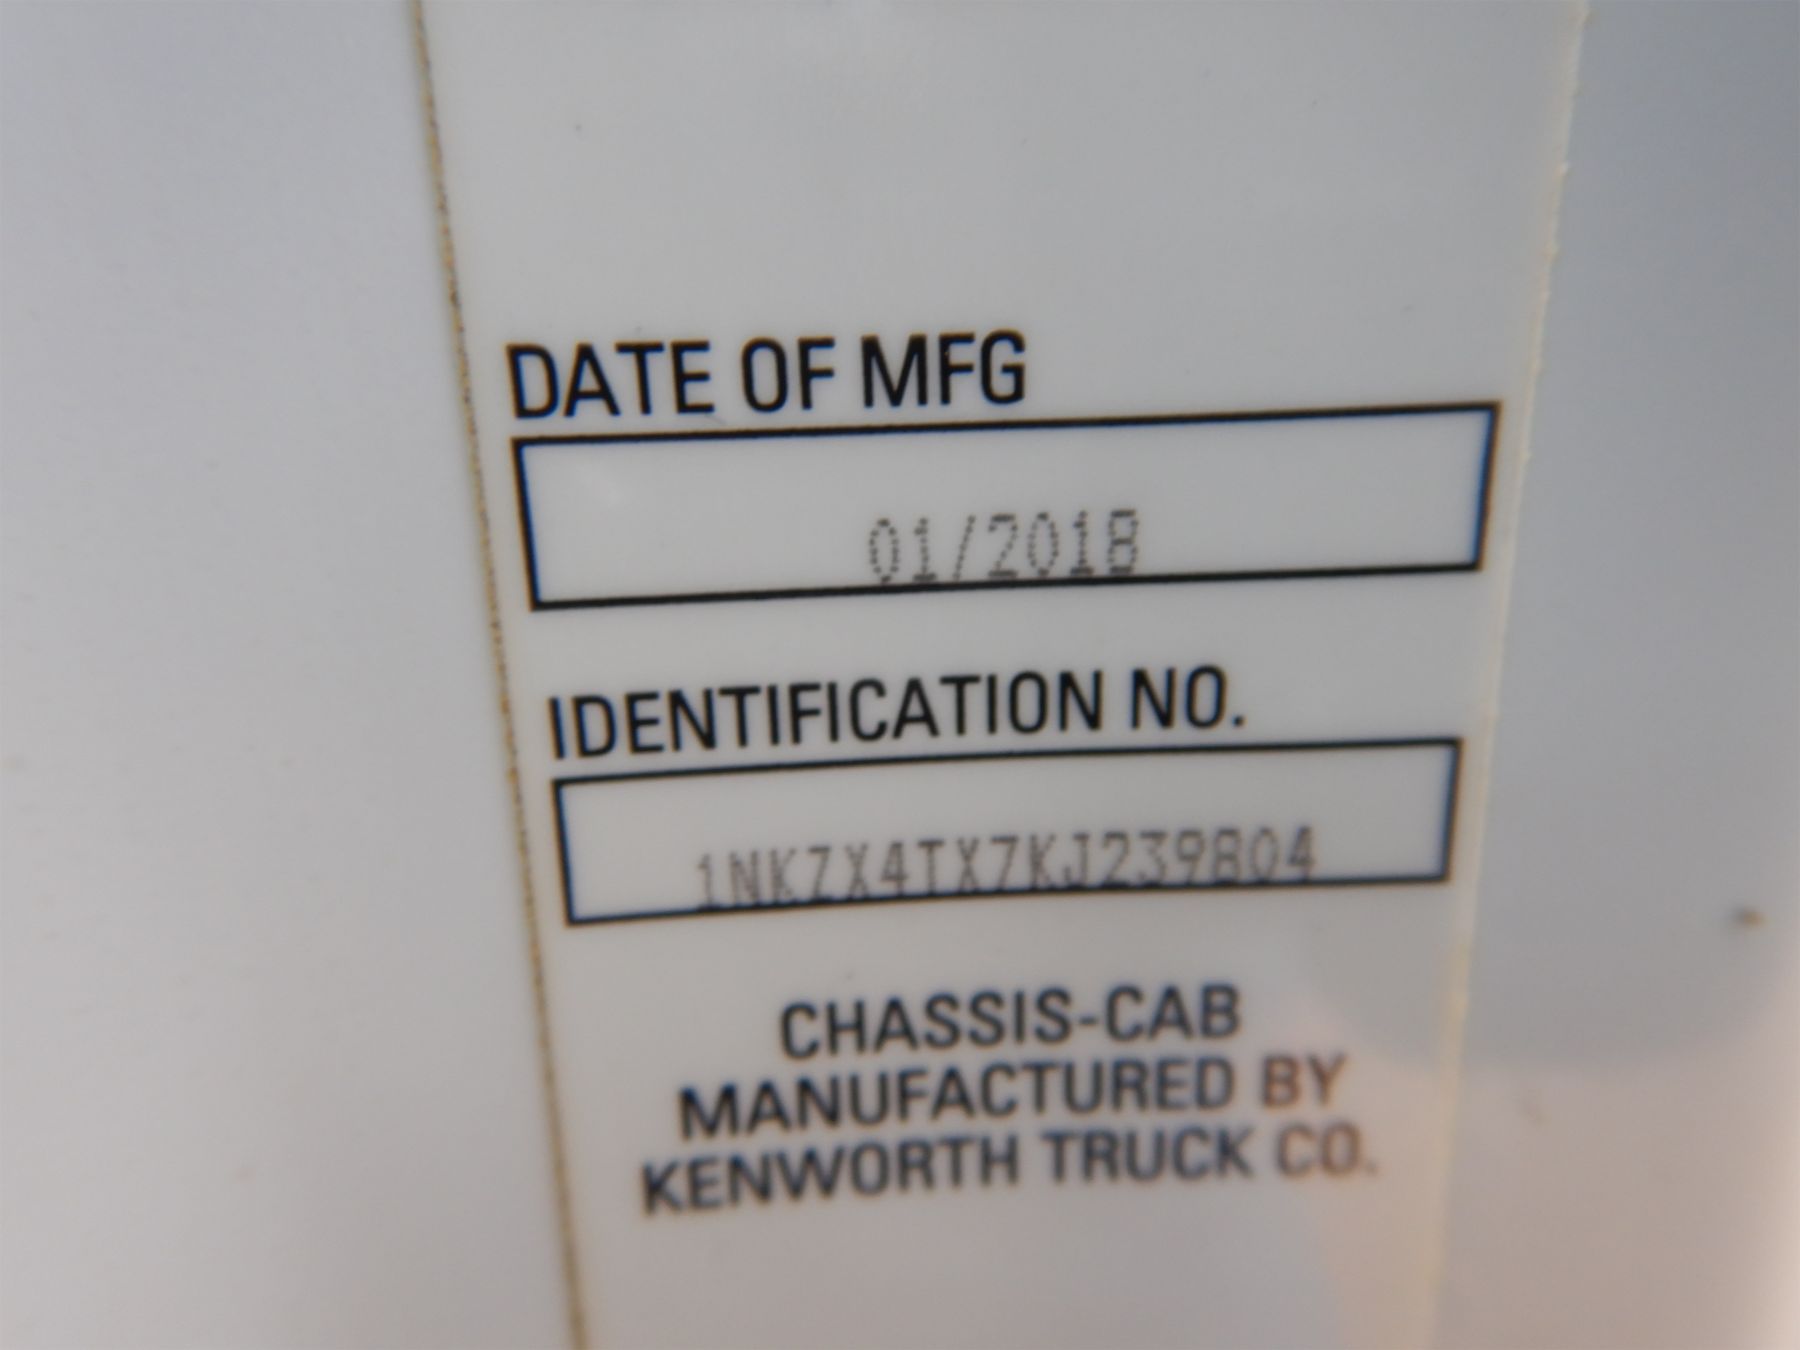 DATE OF MFG
01/2018
IDENTIFICATION NO.
1NKZX4TX7KJ239804
CHASSIS-CAB
MANUFACTURED BY
KENWORTH TRUCK CO.